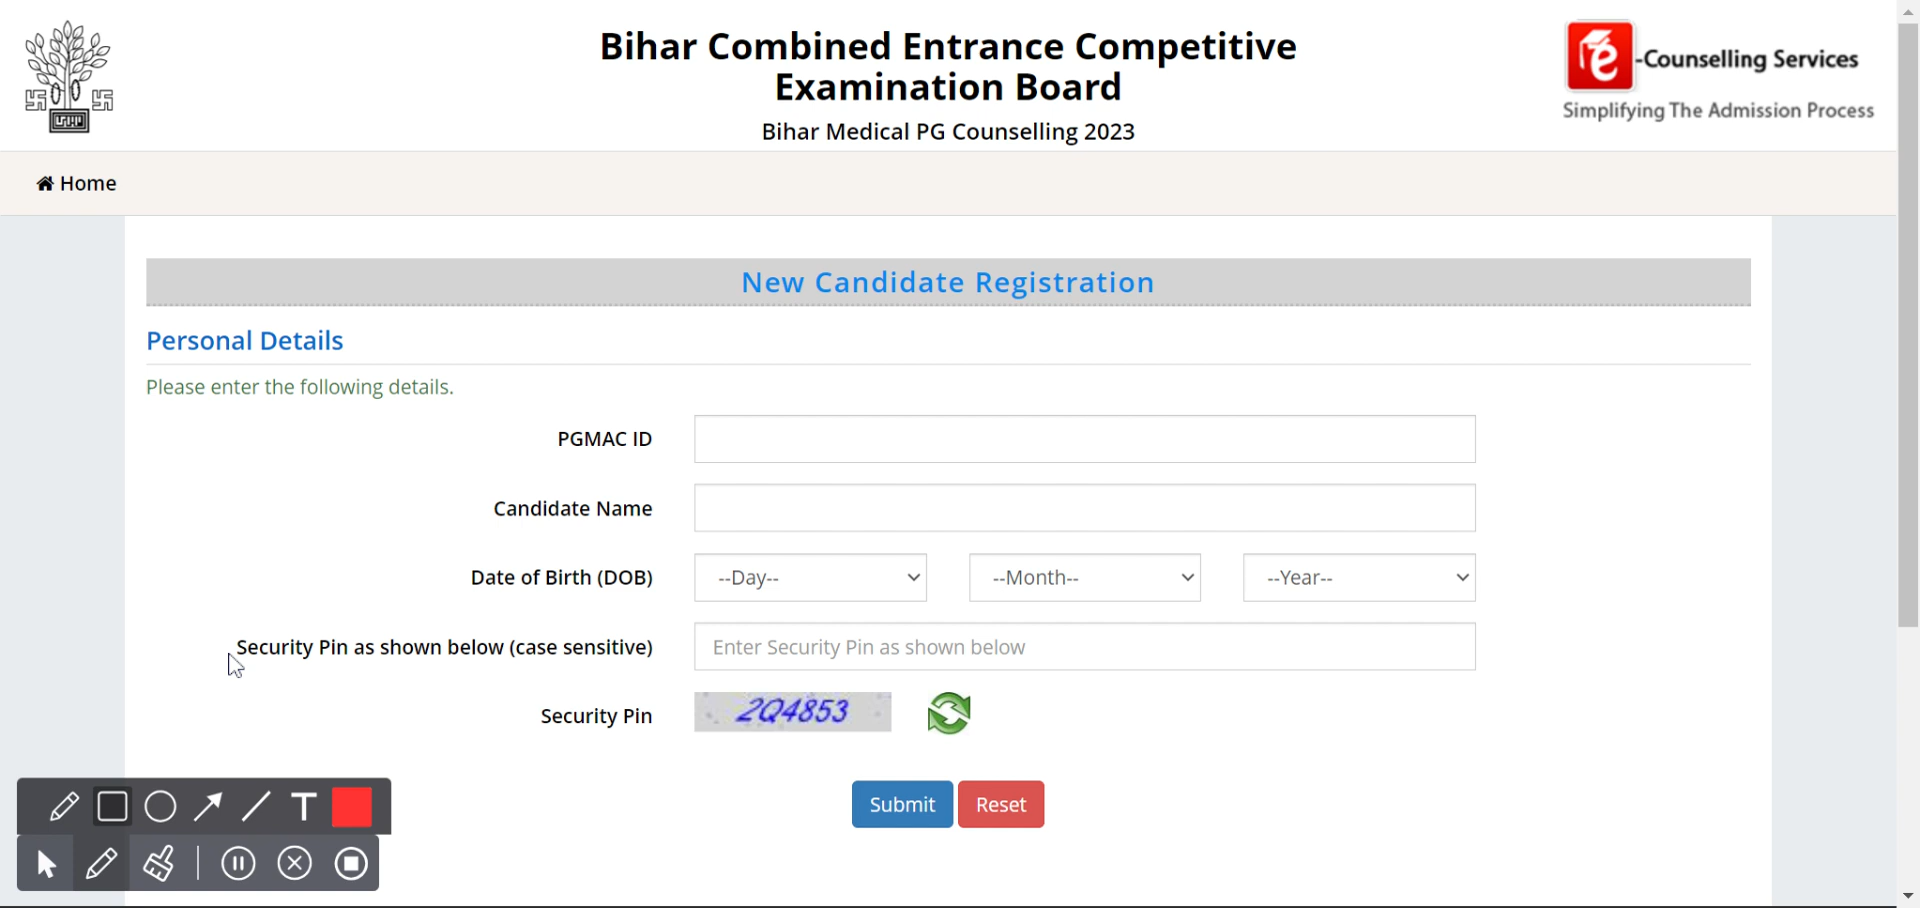 Bihar Combined Entrance Competitive
Examination Board
Bihar Medical PG Counselling 2023
e-Counselling Services
Simplifying The Admission Process
Home
New Candidate Registration
Personal Details
Please enter the following details.
PGMAC ID
Candidate Name
Date of Birth (DOB) --Day-- --Month-- --Year--
Security Pin as shown below (case sensitive) Enter Security Pin as shown below
Security Pin 2Q4853
Submit Reset
T